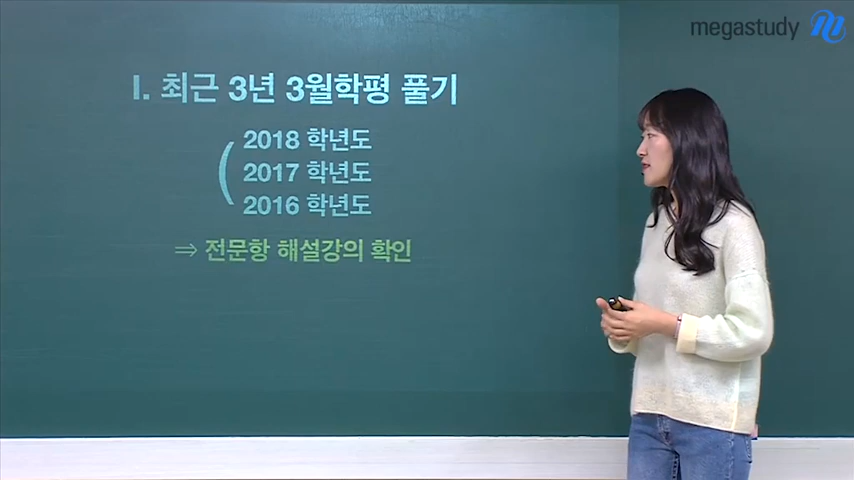 megastudy
I. 최근 3년 3월학평 풀기
2018 학년도
2017 학년도
2016 학년도
⇒ 전문항 해설강의 확인